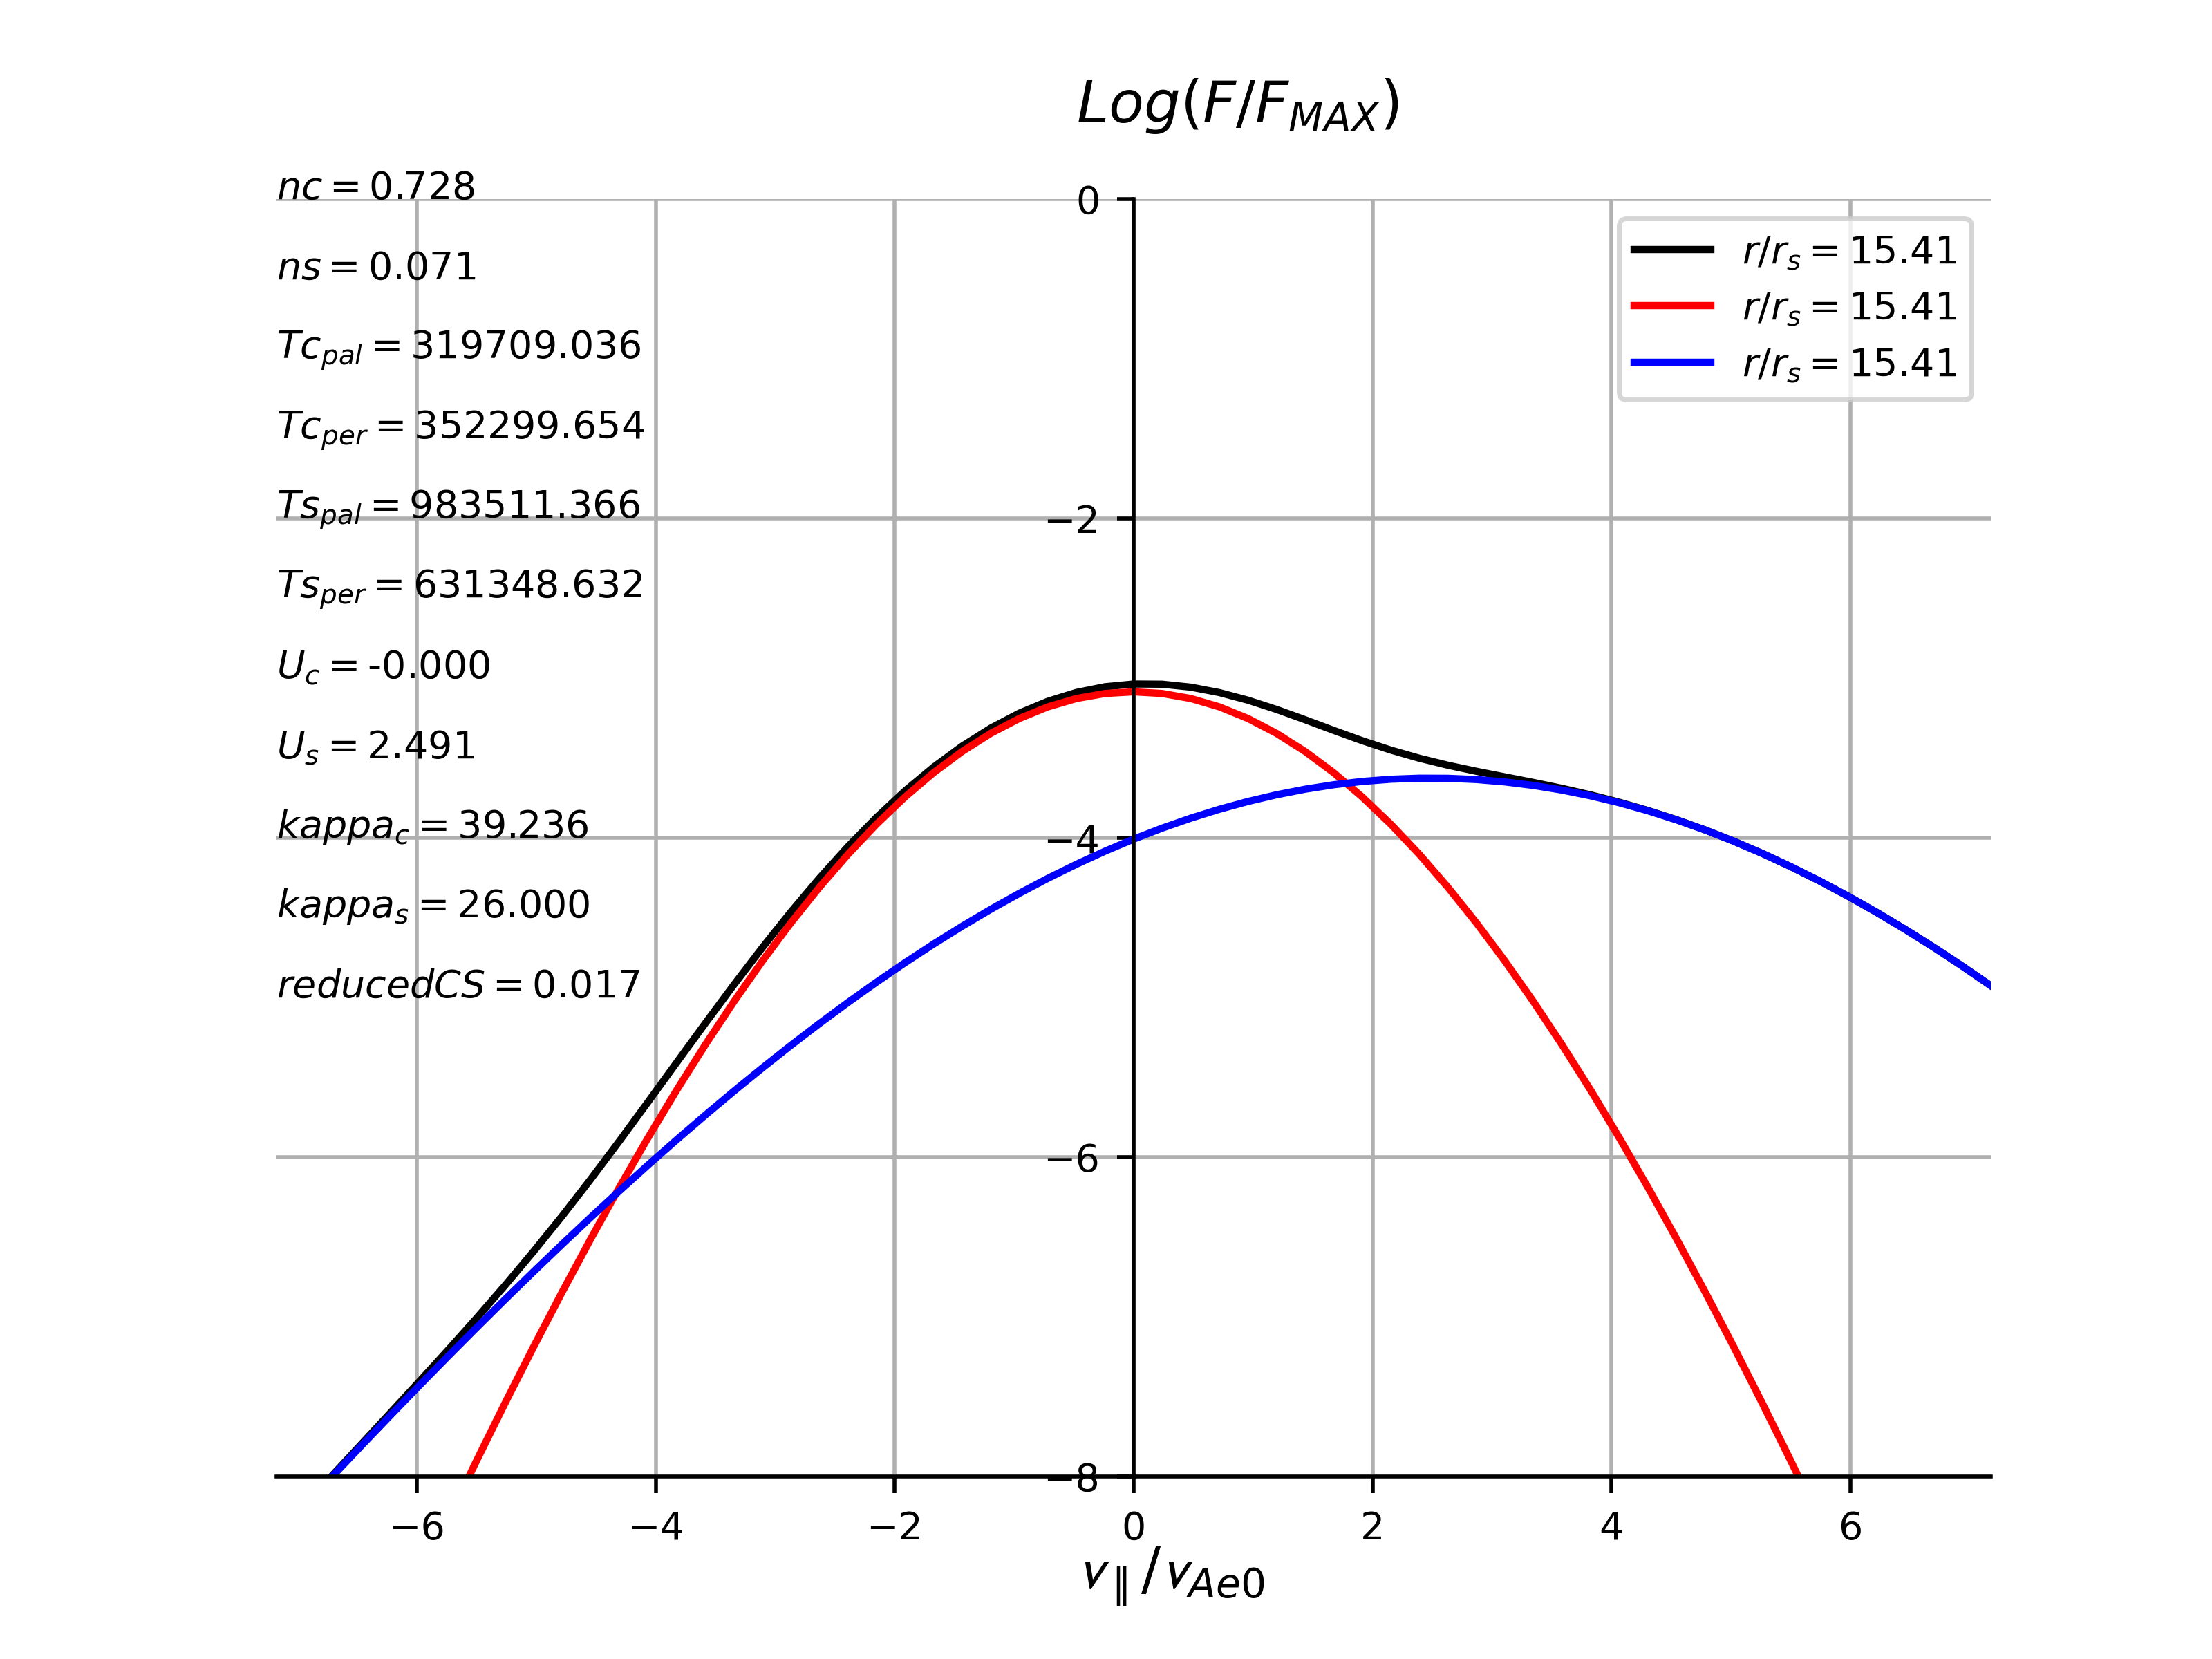 Log(F/F_MAX)
nc = 0.728
ns = 0.071
Tc_pal = 319709.036
Tc_per = 352299.654
Ts_pal = 983511.366
Ts_per = 631348.632
U_c = -0.000
U_s = 2.491
kappa_c = 39.236
kappa_s = 26.000
reducedCS = 0.017
0
−2
−4
−6
−8
r/r_s = 15.41
r/r_s = 15.41
r/r_s = 15.41
−6 −4 −2 0 2 4 6
v_∥/v_Ae0